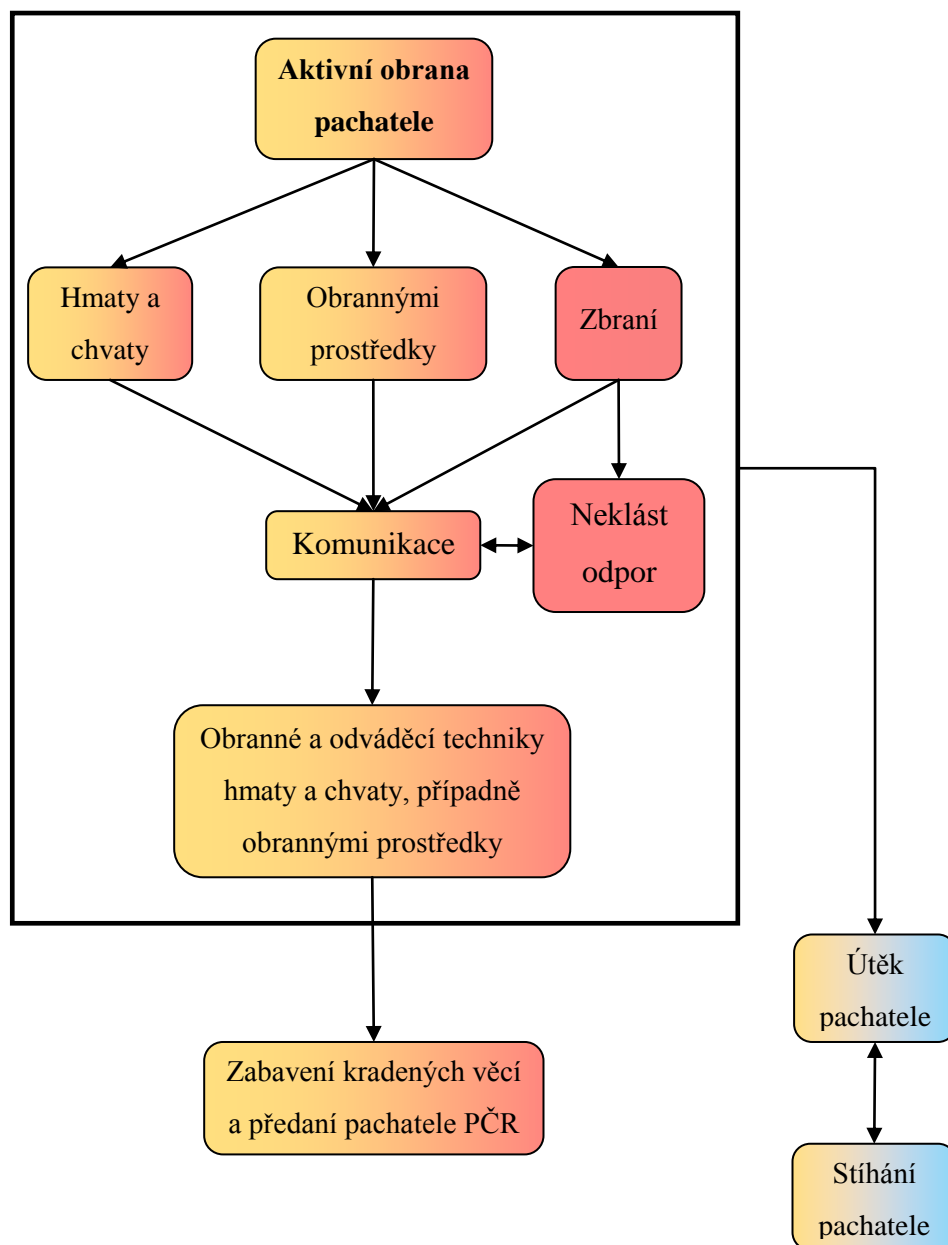 Aktivní obrana
pachatele
Hmaty a
chvaty
Obrannými
prostředky
Zbraní
Komunikace
Neklást
odpor
Obranné a odváděcí techniky
hmaty a chvaty, případně
obrannými prostředky
Útěk
pachatele
Zabavení kradených věcí
a předaní pachatele PČR
Stíhání
pachatele